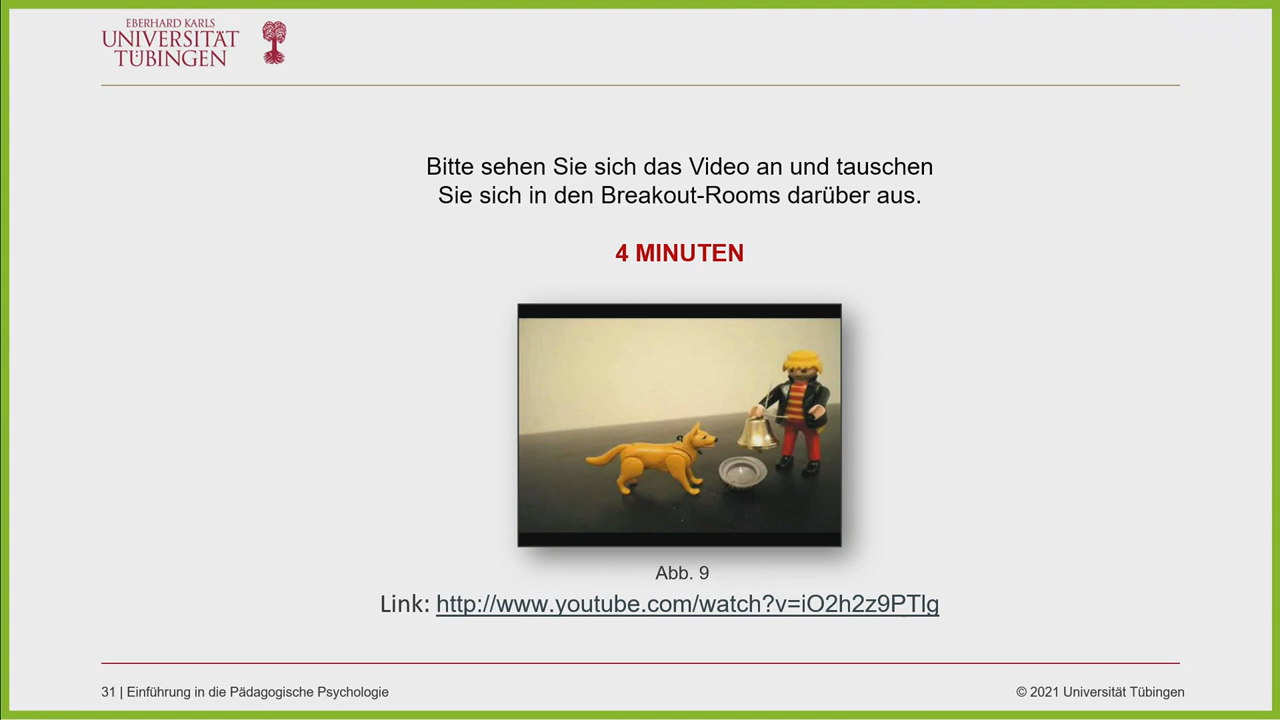 EBERHARD KARLS
UNIVERSITÄT
TÜBINGEN
Bitte sehen Sie sich das Video an und tauschen
Sie sich in den Breakout-Rooms darüber aus.
4 MINUTEN
Abb. 9
Link: http://www.youtube.com/watch?v=iO2h2z9PTlg
31 | Einführung in die Pädagogische Psychologie
© 2021 Universität Tübingen